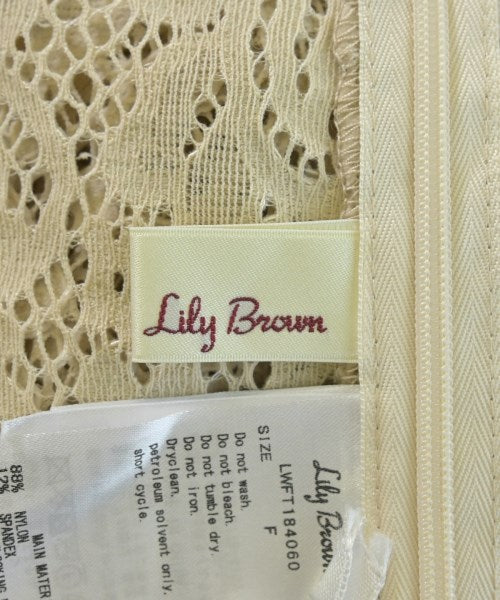 Lily Brown
Lily Brown
LWFT184060
SIZE F
Do not wash.
Do not bleach.
Do not tumble dry.
Do not iron.
Dryclean.
petroleum solvent only.
short cycle.
MAIN MATER
88% NYLON
12% SPANDEX